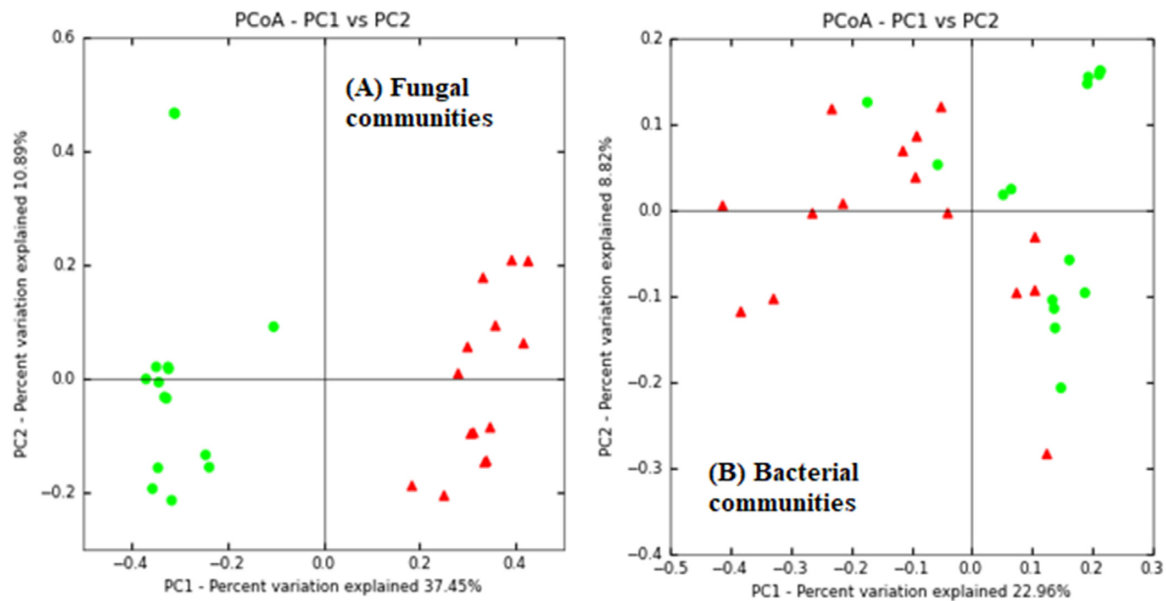 PCoA - PC1 vs PC2
(A) Fungal
communities
PC2 - Percent variation explained 10.89%
0.6
0.4
0.2
0.0
−0.2
−0.4 −0.2 0.0 0.2 0.4
PC1 - Percent variation explained 37.45%
PCoA - PC1 vs PC2
PC2 - Percent variation explained 8.82%
0.2
0.1
0.0
−0.1
−0.2
−0.3
−0.4
(B) Bacterial
communities
−0.5 −0.4 −0.3 −0.2 −0.1 0.0 0.1 0.2 0.3
PC1 - Percent variation explained 22.96%